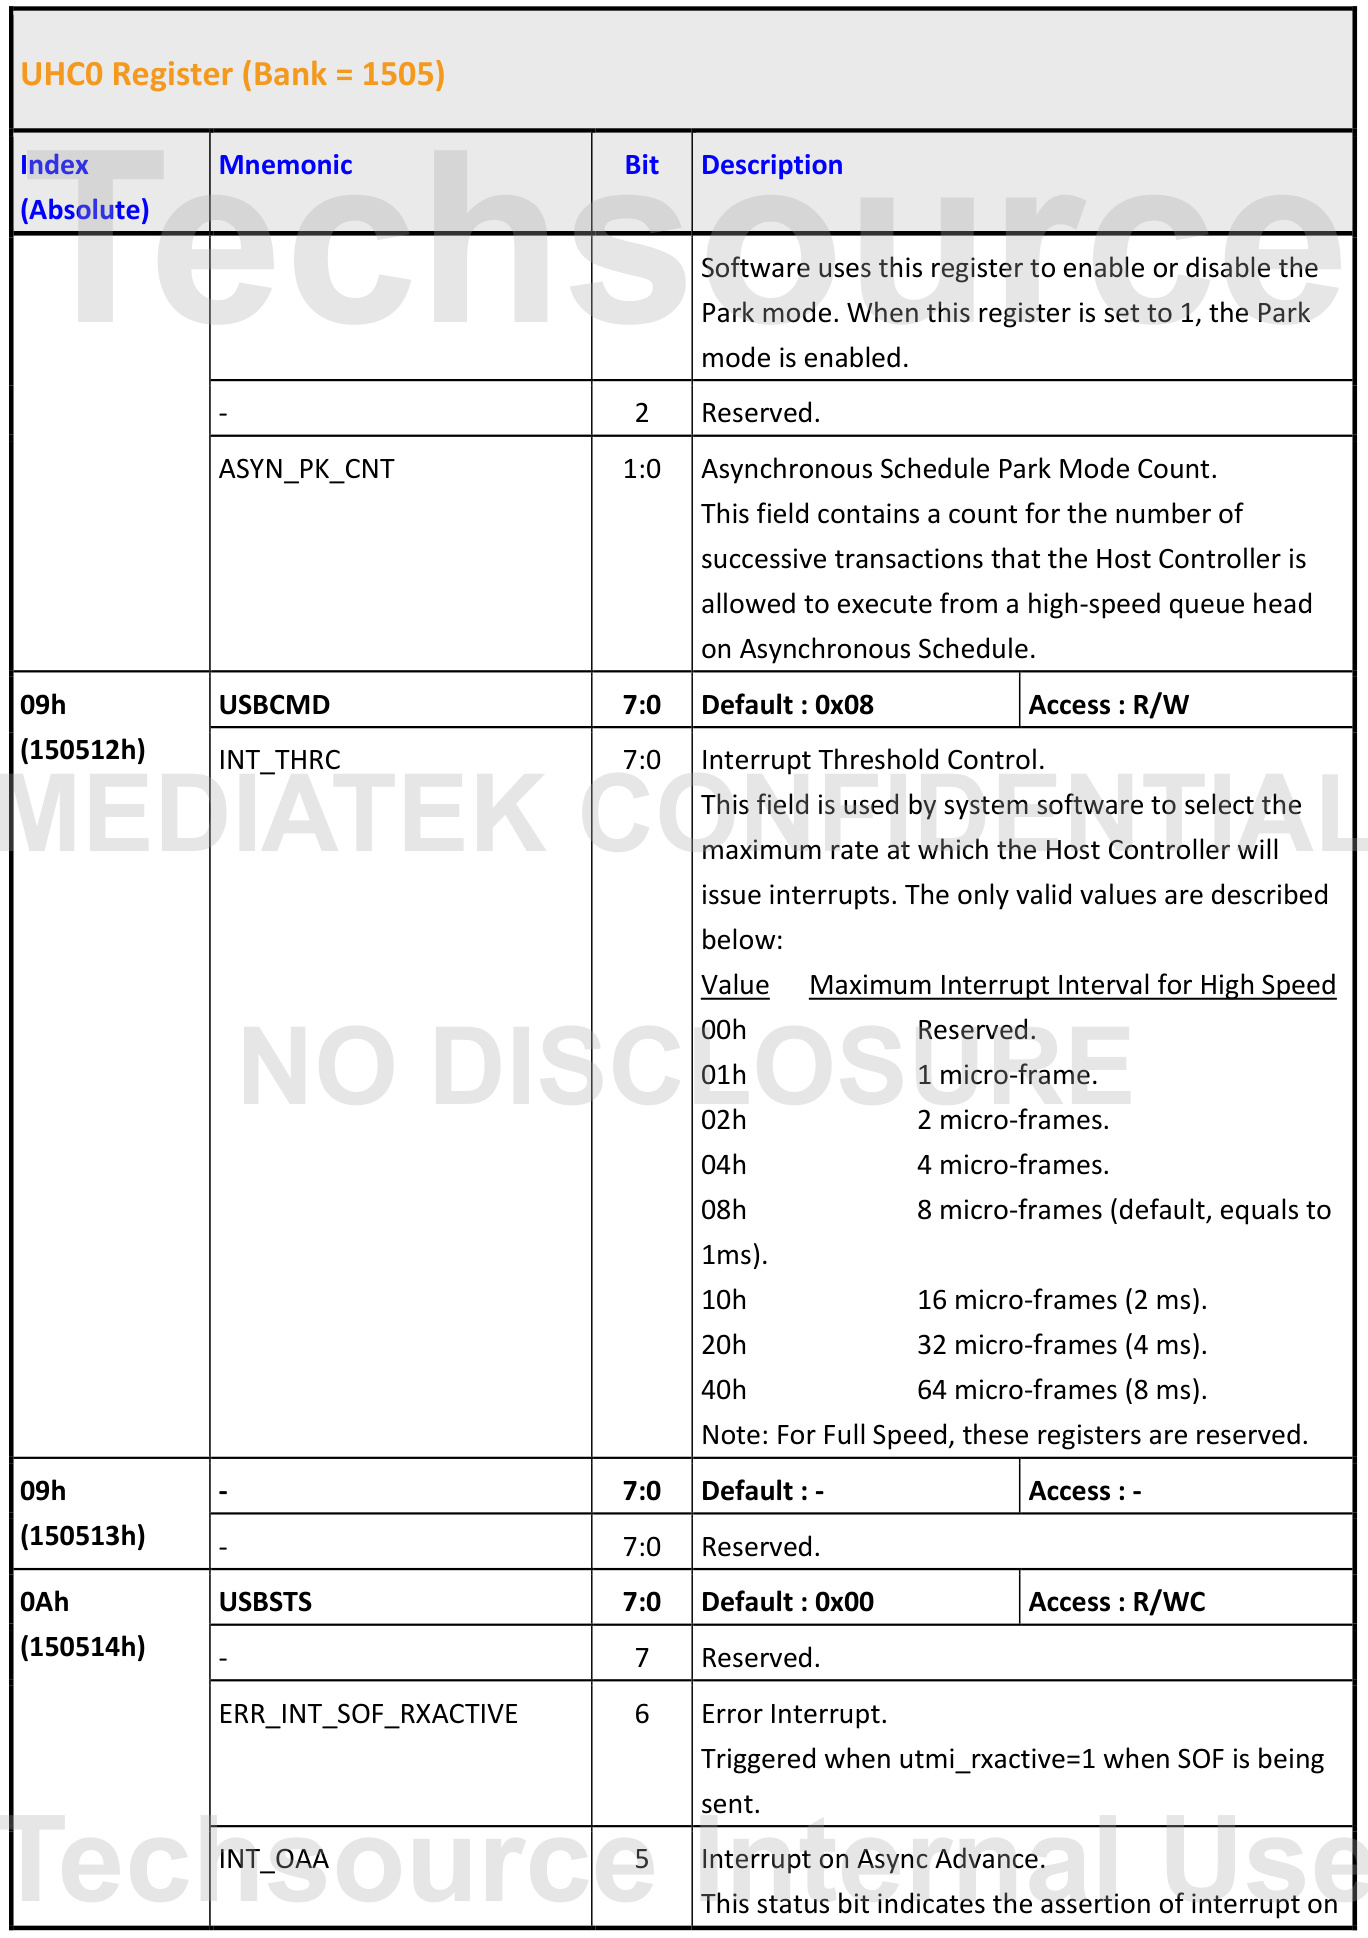 UHC0 Register (Bank = 1505)
Index (Absolute) Mnemonic Bit Description
Software uses this register to enable or disable the
Park mode. When this register is set to 1, the Park
mode is enabled.
- 2 Reserved.
ASYN_PK_CNT 1:0 Asynchronous Schedule Park Mode Count.
This field contains a count for the number of
successive transactions that the Host Controller is
allowed to execute from a high-speed queue head
on Asynchronous Schedule.
09h USBCMD 7:0 Default : 0x08 Access : R/W
(150512h) INT_THRC 7:0 Interrupt Threshold Control.
This field is used by system software to select the
maximum rate at which the Host Controller will
issue interrupts. The only valid values are described
below:
Value Maximum Interrupt Interval for High Speed
00h Reserved.
01h 1 micro-frame.
02h 2 micro-frames.
04h 4 micro-frames.
08h 8 micro-frames (default, equals to
1ms).
10h 16 micro-frames (2 ms).
20h 32 micro-frames (4 ms).
40h 64 micro-frames (8 ms).
Note: For Full Speed, these registers are reserved.
09h - 7:0 Default : - Access : -
(150513h) - 7:0 Reserved.
0Ah USBSTS 7:0 Default : 0x00 Access : R/WC
(150514h) - 7 Reserved.
ERR_INT_SOF_RXACTIVE 6 Error Interrupt.
Triggered when utmi_rxactive=1 when SOF is being
sent.
INT_OAA 5 Interrupt on Async Advance.
This status bit indicates the assertion of interrupt on
Techsource
MEDIATEK CONFIDENTIAL
NO DISCLOSURE
Techsource Internal Use